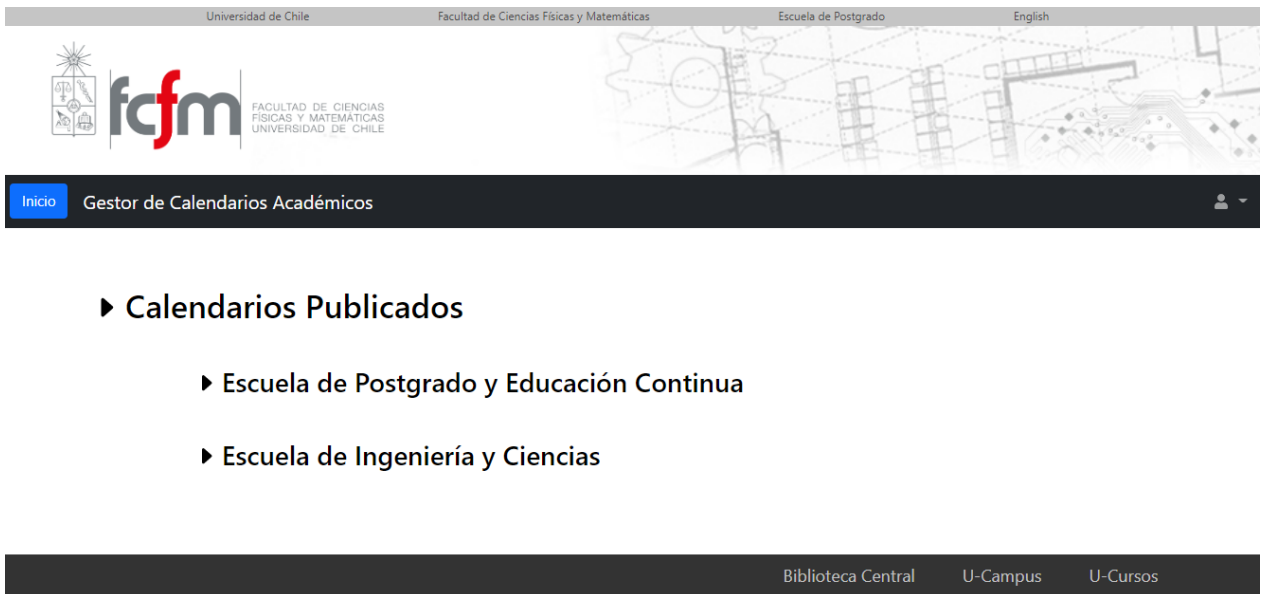 Universidad de Chile Facultad de Ciencias Físicas y Matemáticas Escuela de Postgrado English
fcfm
FACULTAD DE CIENCIAS
FÍSICAS Y MATEMÁTICAS
UNIVERSIDAD DE CHILE
Inicio Gestor de Calendarios Académicos
Calendarios Publicados
Escuela de Postgrado y Educación Continua
Escuela de Ingeniería y Ciencias
Biblioteca Central U-Campus U-Cursos